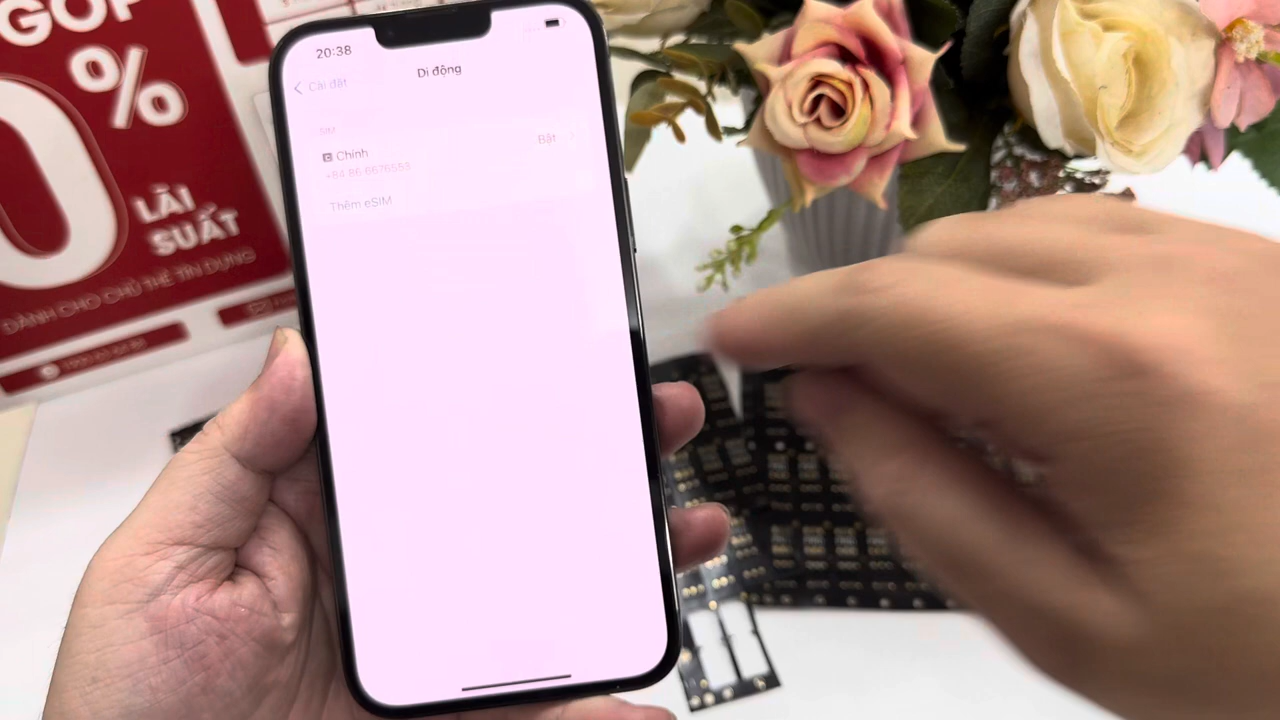 GÓP
0%
LÃI
SUẤT
DÀNH CHO CHỦ THẺ TÍN DỤNG
20:38
Cài đặt
Di động
SIM
C Chính
Bật
+84 86 6676553
Thêm eSIM